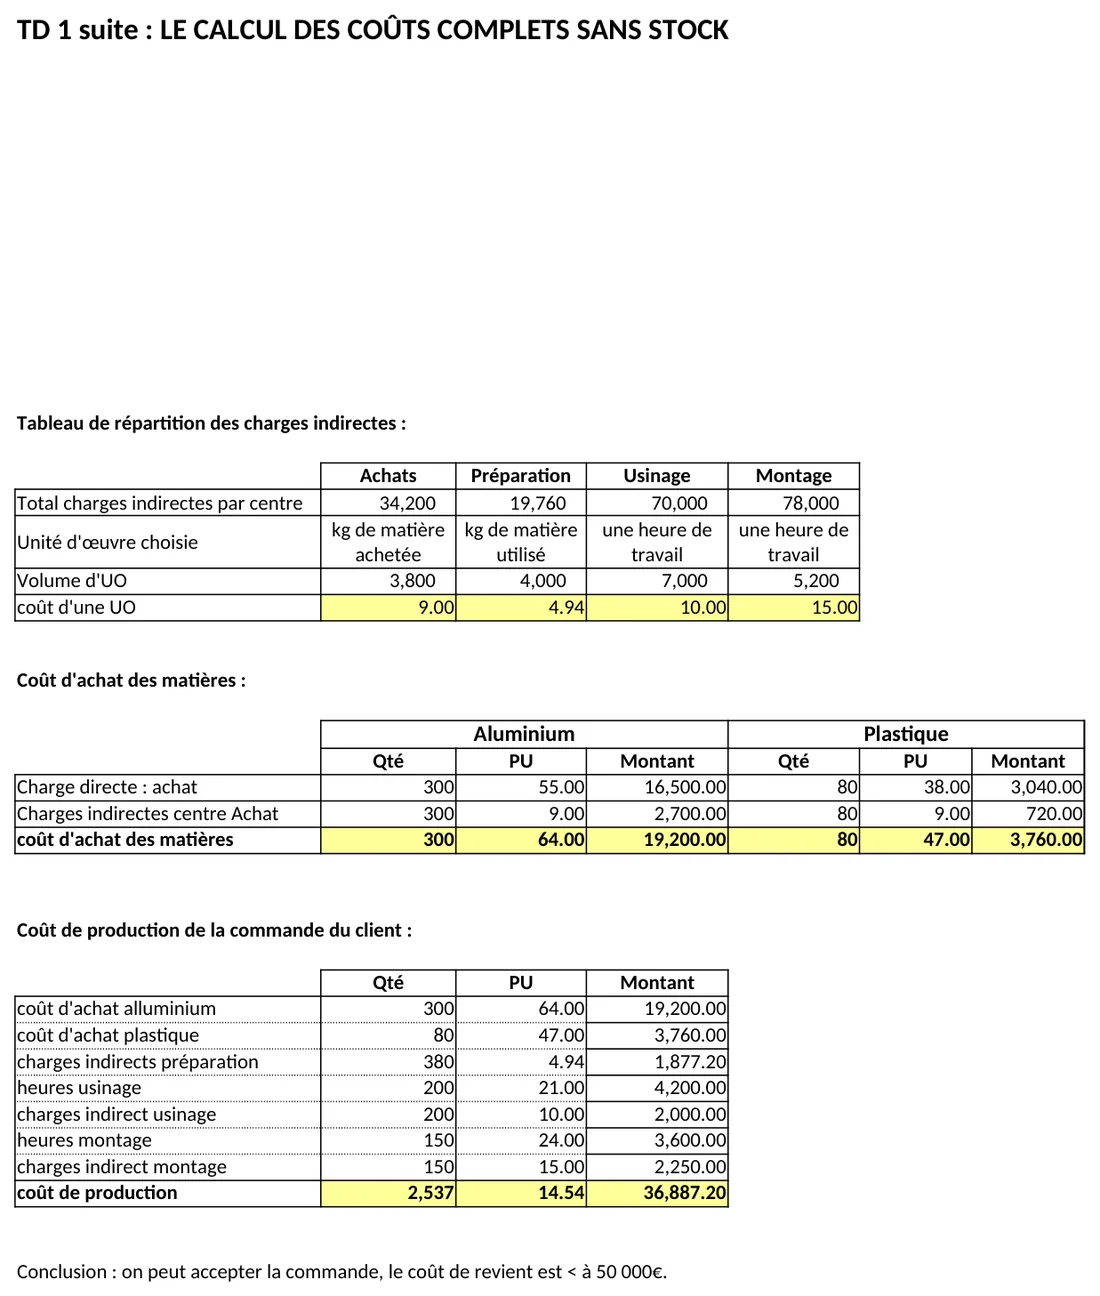 TD 1 suite : LE CALCUL DES COÛTS COMPLETS SANS STOCK
Tableau de répartition des charges indirectes :
Achats Préparation Usinage Montage
Total charges indirectes par centre 34,200 19,760 70,000 78,000
Unité d'œuvre choisie kg de matière achetée kg de matière utilisé une heure de travail une heure de travail
Volume d'UO 3,800 4,000 7,000 5,200
coût d'une UO 9.00 4.94 10.00 15.00
Coût d'achat des matières :
Aluminium Plastique
Qté PU Montant Qté PU Montant
Charge directe : achat 300 55.00 16,500.00 80 38.00 3,040.00
Charges indirectes centre Achat 300 9.00 2,700.00 80 9.00 720.00
coût d'achat des matières 300 64.00 19,200.00 80 47.00 3,760.00
Coût de production de la commande du client :
Qté PU Montant
coût d'achat alluminium 300 64.00 19,200.00
coût d'achat plastique 80 47.00 3,760.00
charges indirects préparation 380 4.94 1,877.20
heures usinage 200 21.00 4,200.00
charges indirect usinage 200 10.00 2,000.00
heures montage 150 24.00 3,600.00
charges indirect montage 150 15.00 2,250.00
coût de production 2,537 14.54 36,887.20
Conclusion : on peut accepter la commande, le coût de revient est < à 50 000€.